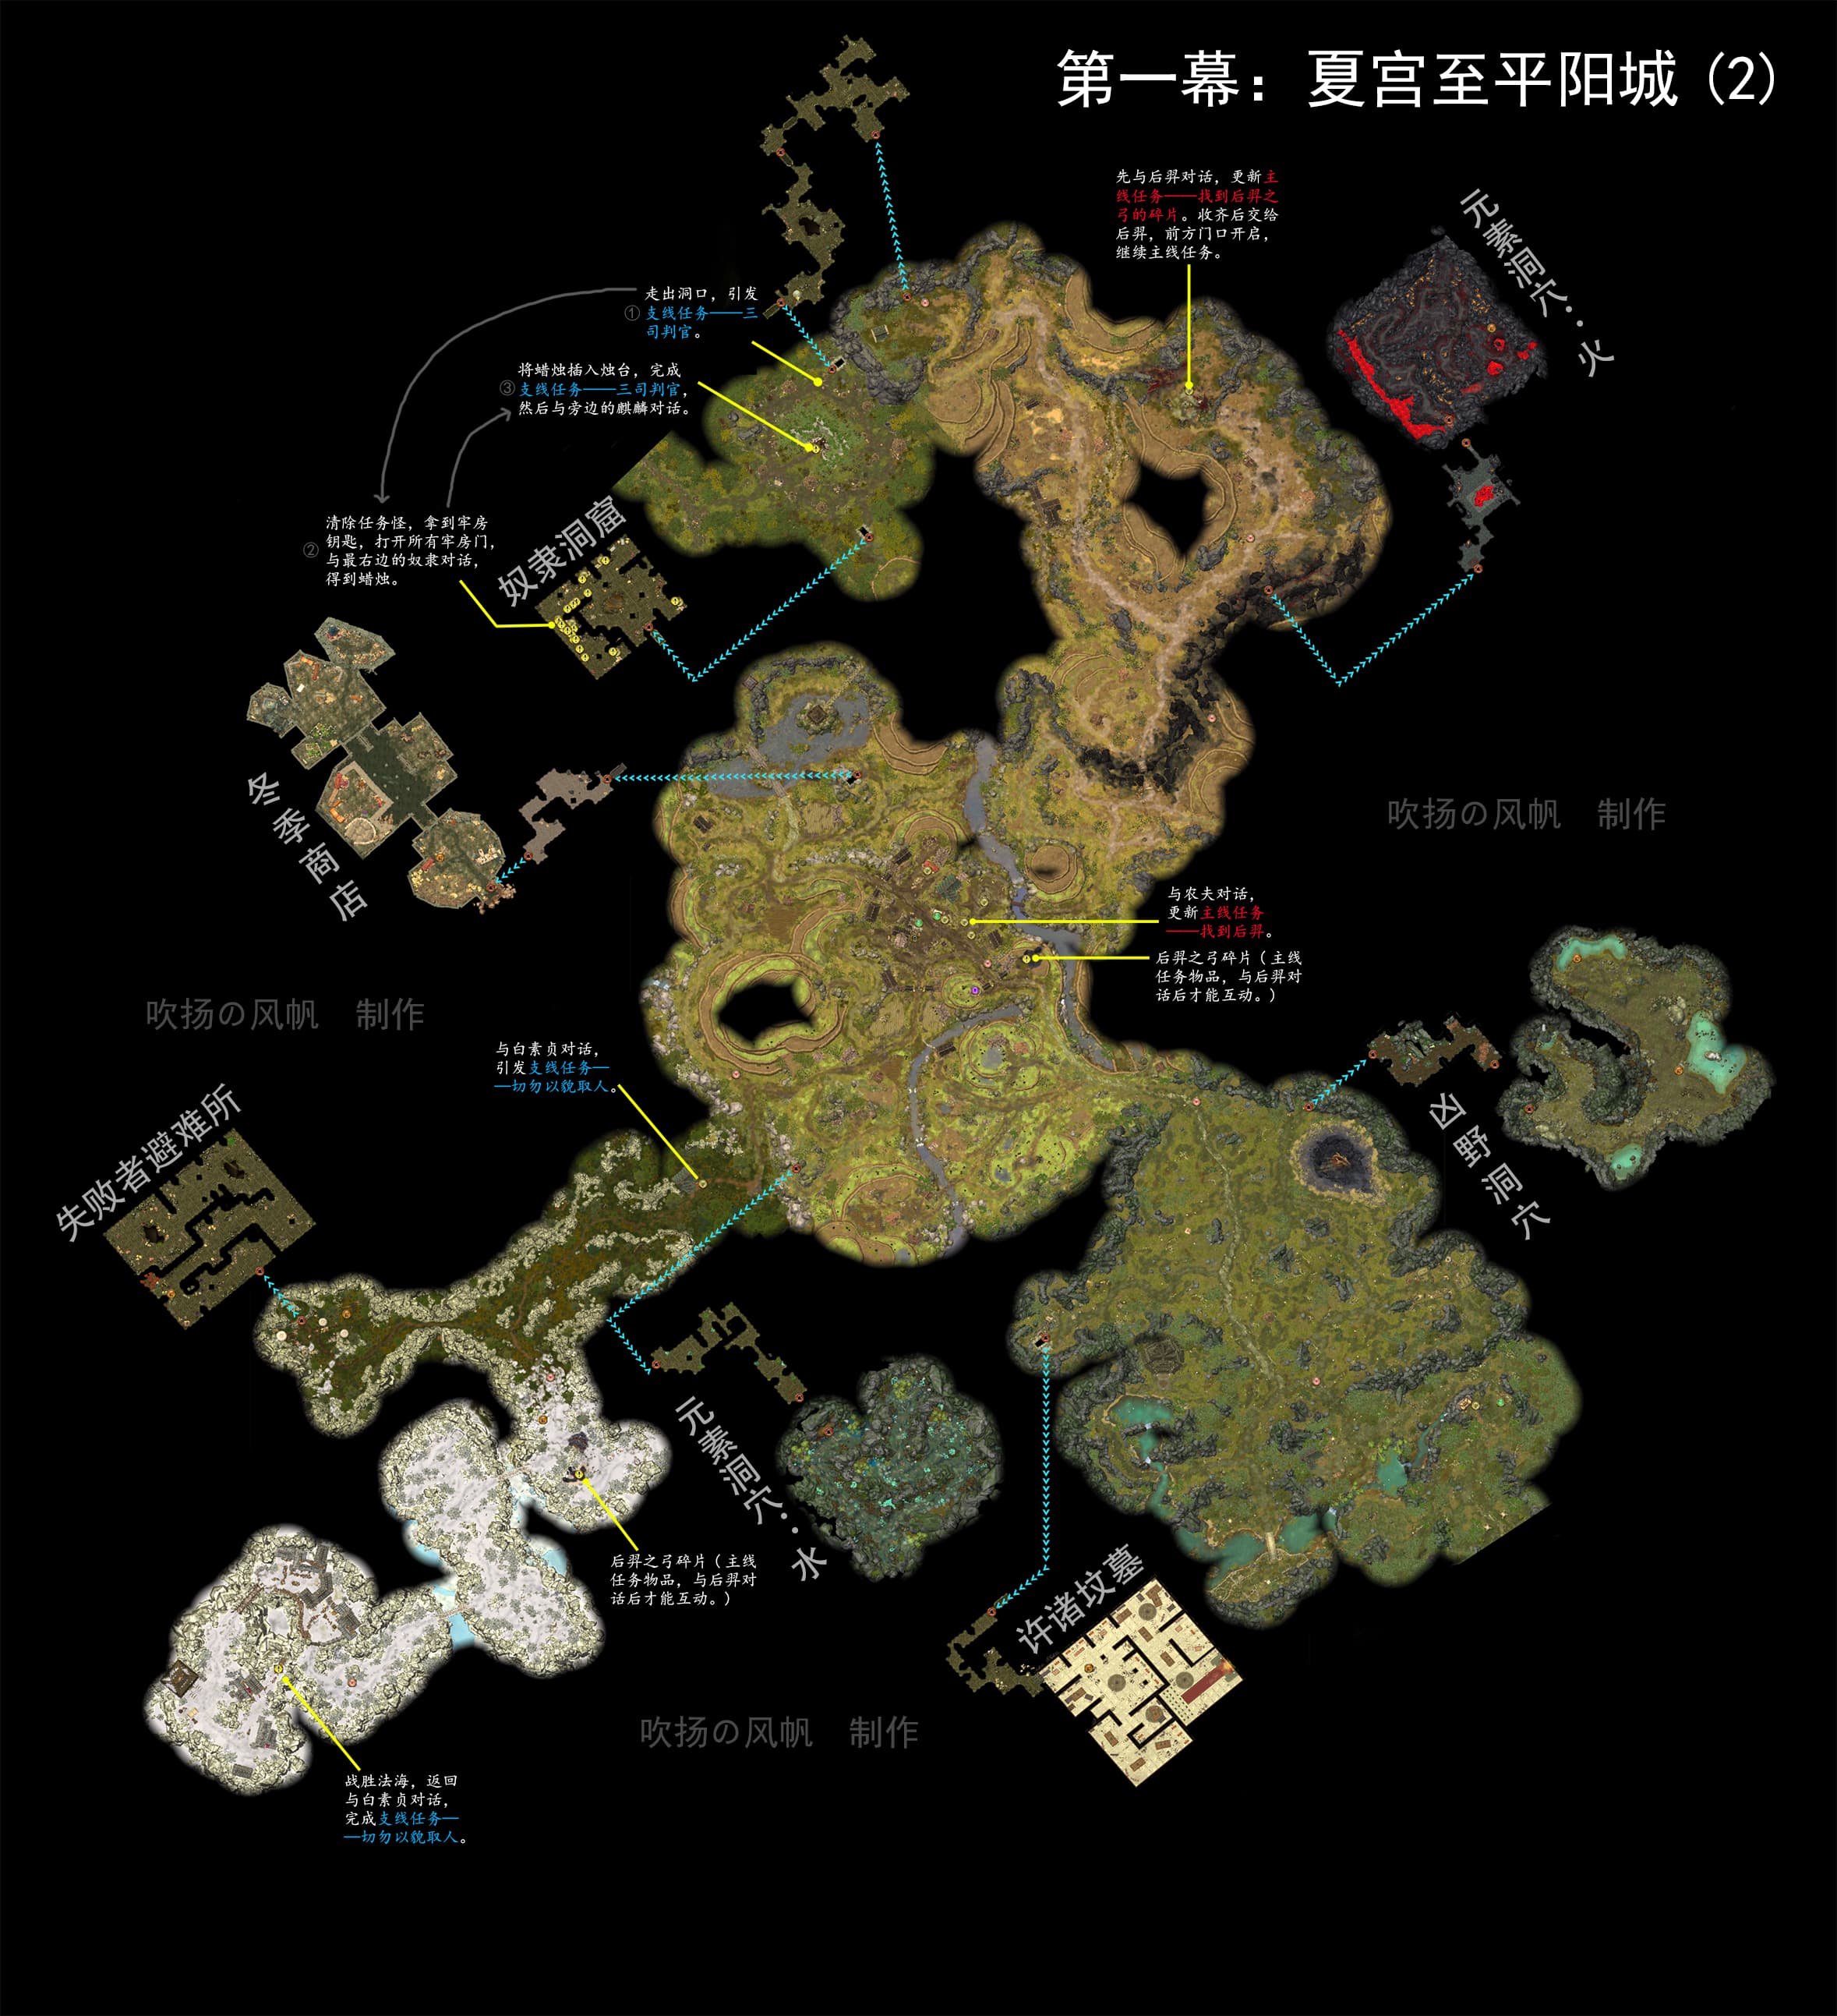 第一幕：夏宫至平阳城（2）
先与后羿对话，更新主
线任务——找到后羿之
弓的碎片。收齐后交给
后羿，前方门口开启，
继续主线任务。
元素洞穴：火
走出洞口，引发
①支线任务——三
司判官。
将蜡烛插入烛台，完成
③支线任务——三司判官，
然后与旁边的麒麟对话。
清除任务怪，拿到牢房
钥匙，打开所有牢房门，
②与最右边的奴隶对话，
得到蜡烛。
奴隶洞窟
冬季商店
吹扬の风帆 制作
与农夫对话，
更新主线任务
——找到后羿。
后羿之弓碎片（主线
任务物品，与后羿对
话后才能互动。）
吹扬の风帆 制作
与白素贞对话，
引发支线任务—
—切勿以貌取人。
凶野洞穴
失败者避难所
元素洞穴：水
后羿之弓碎片（主线
任务物品，与后羿对
话后才能互动。）
许诸坟墓
吹扬の风帆 制作
战胜法海，返回
与白素贞对话，
完成支线任务—
—切勿以貌取人。